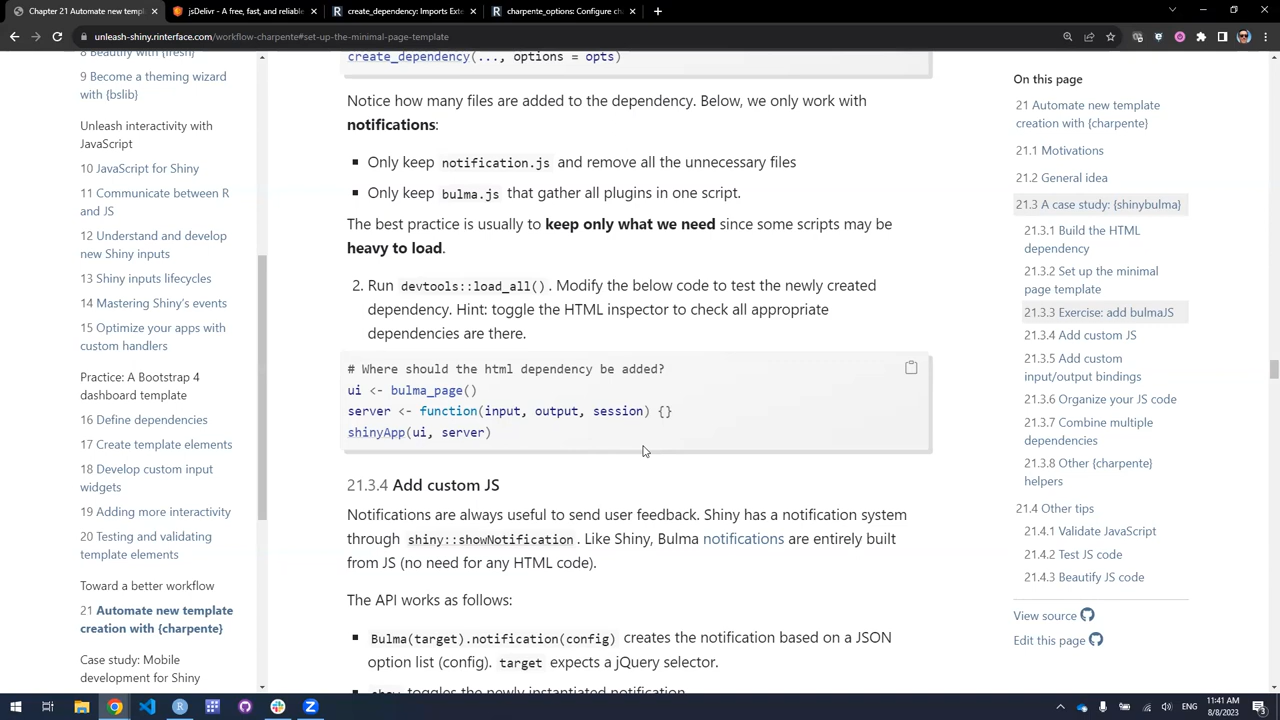 Chapter 21 Automate new templ
jsDelivr - A free, fast, and reliable
create_dependency: Imports Ext
charpente_options: Configure ch
unleash-shiny.rinterface.com/workflow-charpente#set-up-the-minimal-page-template
8 Beautify with {fresh}
9 Become a theming wizard
with {bslib}
Unleash interactivity with
JavaScript
10 JavaScript for Shiny
11 Communicate between R
and JS
12 Understand and develop
new Shiny inputs
13 Shiny inputs lifecycles
14 Mastering Shiny's events
15 Optimize your apps with
custom handlers
Practice: A Bootstrap 4
dashboard template
16 Define dependencies
17 Create template elements
18 Develop custom input
widgets
19 Adding more interactivity
20 Testing and validating
template elements
Toward a better workflow
21 Automate new template
creation with {charpente}
Case study: Mobile
development for Shiny
create_dependency(..., options = opts)
Notice how many files are added to the dependency. Below, we only work with
notifications:
Only keep notification.js and remove all the unnecessary files
Only keep bulma.js that gather all plugins in one script.
The best practice is usually to keep only what we need since some scripts may be
heavy to load.
2. Run devtools::load_all(). Modify the below code to test the newly created
dependency. Hint: toggle the HTML inspector to check all appropriate
dependencies are there.
# Where should the html dependency be added?
ui <- bulma_page()
server <- function(input, output, session) {}
shinyApp(ui, server)
21.3.4 Add custom JS
Notifications are always useful to send user feedback. Shiny has a notification system
through shiny::showNotification. Like Shiny, Bulma notifications are entirely built
from JS (no need for any HTML code).
The API works as follows:
Bulma(target).notification(config) creates the notification based on a JSON
option list (config). target expects a jQuery selector.
show toggles the newly instantiated notification
On this page
21 Automate new template
creation with {charpente}
21.1 Motivations
21.2 General idea
21.3 A case study: {shinybulma}
21.3.1 Build the HTML
dependency
21.3.2 Set up the minimal
page template
21.3.3 Exercise: add bulmaJS
21.3.4 Add custom JS
21.3.5 Add custom
input/output bindings
21.3.6 Organize your JS code
21.3.7 Combine multiple
dependencies
21.3.8 Other {charpente}
helpers
21.4 Other tips
21.4.1 Validate JavaScript
21.4.2 Test JS code
21.4.3 Beautify JS code
View source
Edit this page
ENG
11:41 AM
8/8/2023